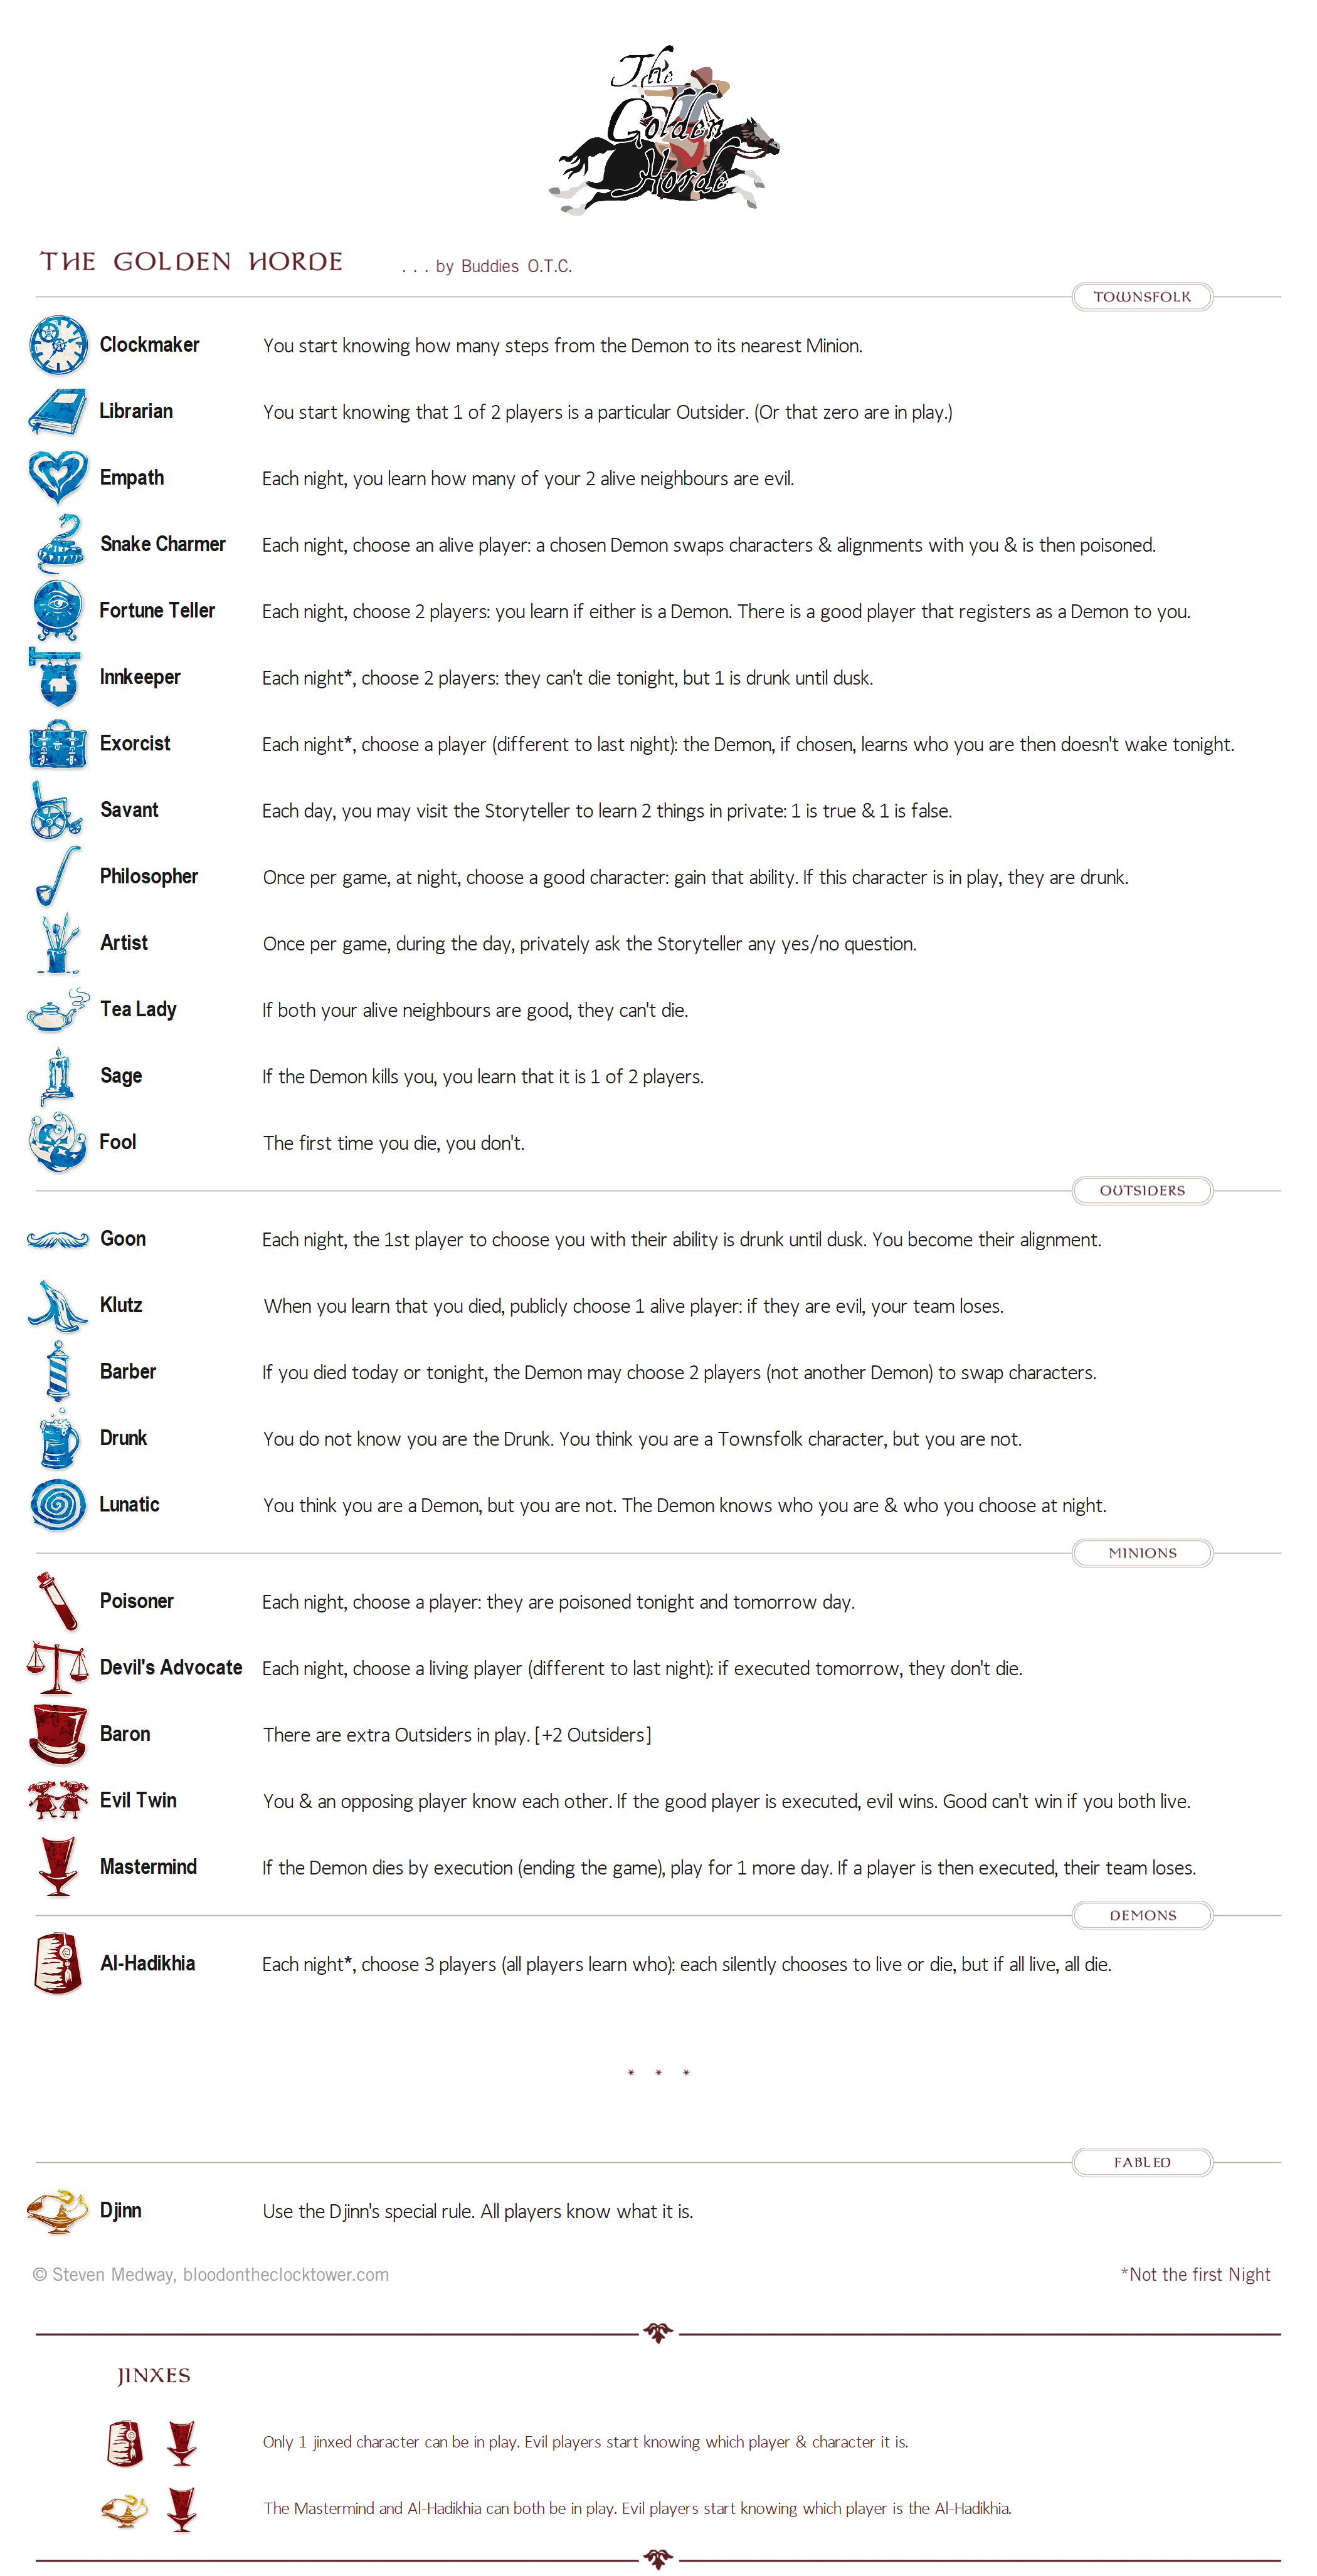 The
Golden
Horde
THE GOLDEN HORDE . . . by Buddies O.T.C.
TOWNSFOLK
Clockmaker You start knowing how many steps from the Demon to its nearest Minion.
Librarian You start knowing that 1 of 2 players is a particular Outsider. (Or that zero are in play.)
Empath Each night, you learn how many of your 2 alive neighbours are evil.
Snake Charmer Each night, choose an alive player: a chosen Demon swaps characters & alignments with you & is then poisoned.
Fortune Teller Each night, choose 2 players: you learn if either is a Demon. There is a good player that registers as a Demon to you.
Innkeeper Each night*, choose 2 players: they can't die tonight, but 1 is drunk until dusk.
Exorcist Each night*, choose a player (different to last night): the Demon, if chosen, learns who you are then doesn't wake tonight.
Savant Each day, you may visit the Storyteller to learn 2 things in private: 1 is true & 1 is false.
Philosopher Once per game, at night, choose a good character: gain that ability. If this character is in play, they are drunk.
Artist Once per game, during the day, privately ask the Storyteller any yes/no question.
Tea Lady If both your alive neighbours are good, they can't die.
Sage If the Demon kills you, you learn that it is 1 of 2 players.
Fool The first time you die, you don't.
OUTSIDERS
Goon Each night, the 1st player to choose you with their ability is drunk until dusk. You become their alignment.
Klutz When you learn that you died, publicly choose 1 alive player: if they are evil, your team loses.
Barber If you died today or tonight, the Demon may choose 2 players (not another Demon) to swap characters.
Drunk You do not know you are the Drunk. You think you are a Townsfolk character, but you are not.
Lunatic You think you are a Demon, but you are not. The Demon knows who you are & who you choose at night.
MINIONS
Poisoner Each night, choose a player: they are poisoned tonight and tomorrow day.
Devil's Advocate Each night, choose a living player (different to last night): if executed tomorrow, they don't die.
Baron There are extra Outsiders in play. [+2 Outsiders]
Evil Twin You & an opposing player know each other. If the good player is executed, evil wins. Good can't win if you both live.
Mastermind If the Demon dies by execution (ending the game), play for 1 more day. If a player is then executed, their team loses.
DEMONS
Al-Hadikhia Each night*, choose 3 players (all players learn who): each silently chooses to live or die, but if all live, all die.
* * *
FABLED
Djinn Use the Djinn's special rule. All players know what it is.
© Steven Medway, bloodontheclocktower.com *Not the first Night
JINXES
Only 1 jinxed character can be in play. Evil players start knowing which player & character it is.
The Mastermind and Al-Hadikhia can both be in play. Evil players start knowing which player is the Al-Hadikhia.